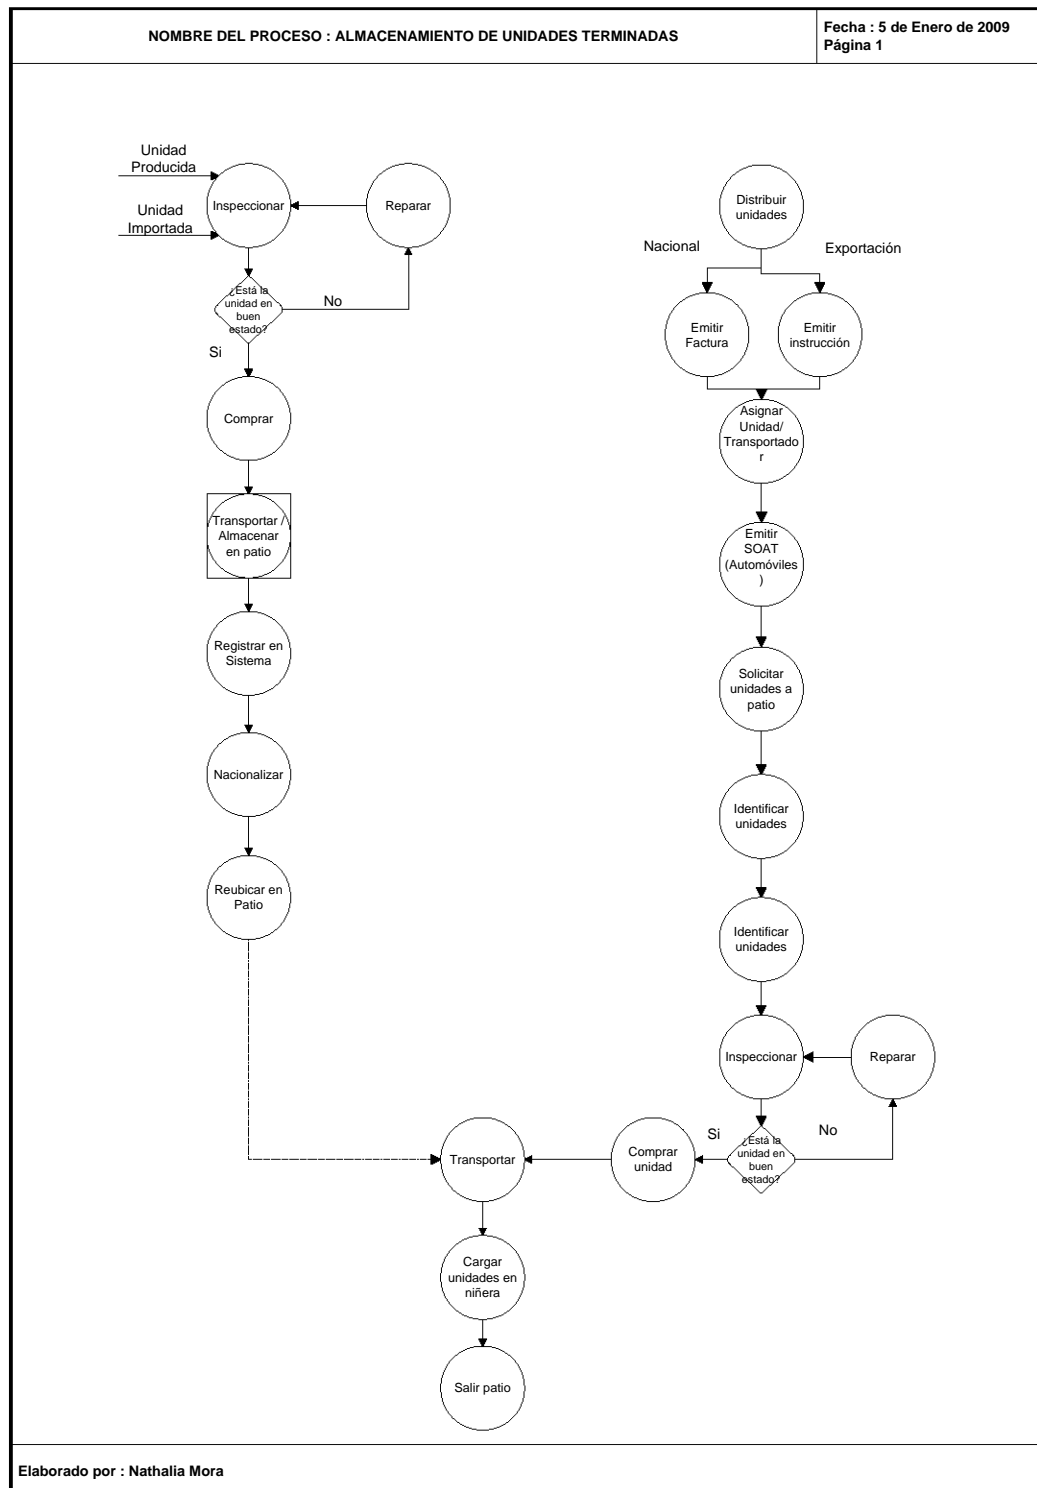 NOMBRE DEL PROCESO : ALMACENAMIENTO DE UNIDADES TERMINADAS
Fecha : 5 de Enero de 2009
Página 1
Unidad
Producida
Unidad
Importada
Inspeccionar
Reparar
¿Está la
unidad en
buen
estado?
No
Si
Comprar
Transportar /
Almacenar
en patio
Registrar en
Sistema
Nacionalizar
Reubicar en
Patio
Distribuir
unidades
Nacional
Exportación
Emitir
Factura
Emitir
instrucción
Asignar
Unidad/
Transportado
r
Emitir
SOAT
(Automóviles
)
Solicitar
unidades a
patio
Identificar
unidades
Identificar
unidades
Inspeccionar
Reparar
¿Está la
unidad en
buen
estado?
No
Si
Comprar
unidad
Transportar
Cargar
unidades en
niñera
Salir patio
Elaborado por : Nathalia Mora